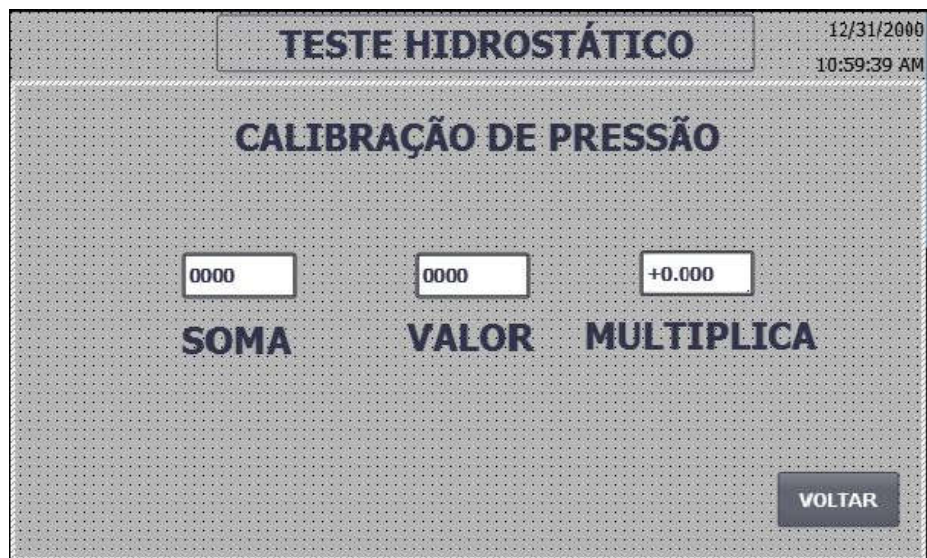 TESTE HIDROSTÁTICO
12/31/2000
10:59:39 AM
CALIBRAÇÃO DE PRESSÃO
0000
0000
+0.000
SOMA
VALOR
MULTIPLICA
VOLTAR